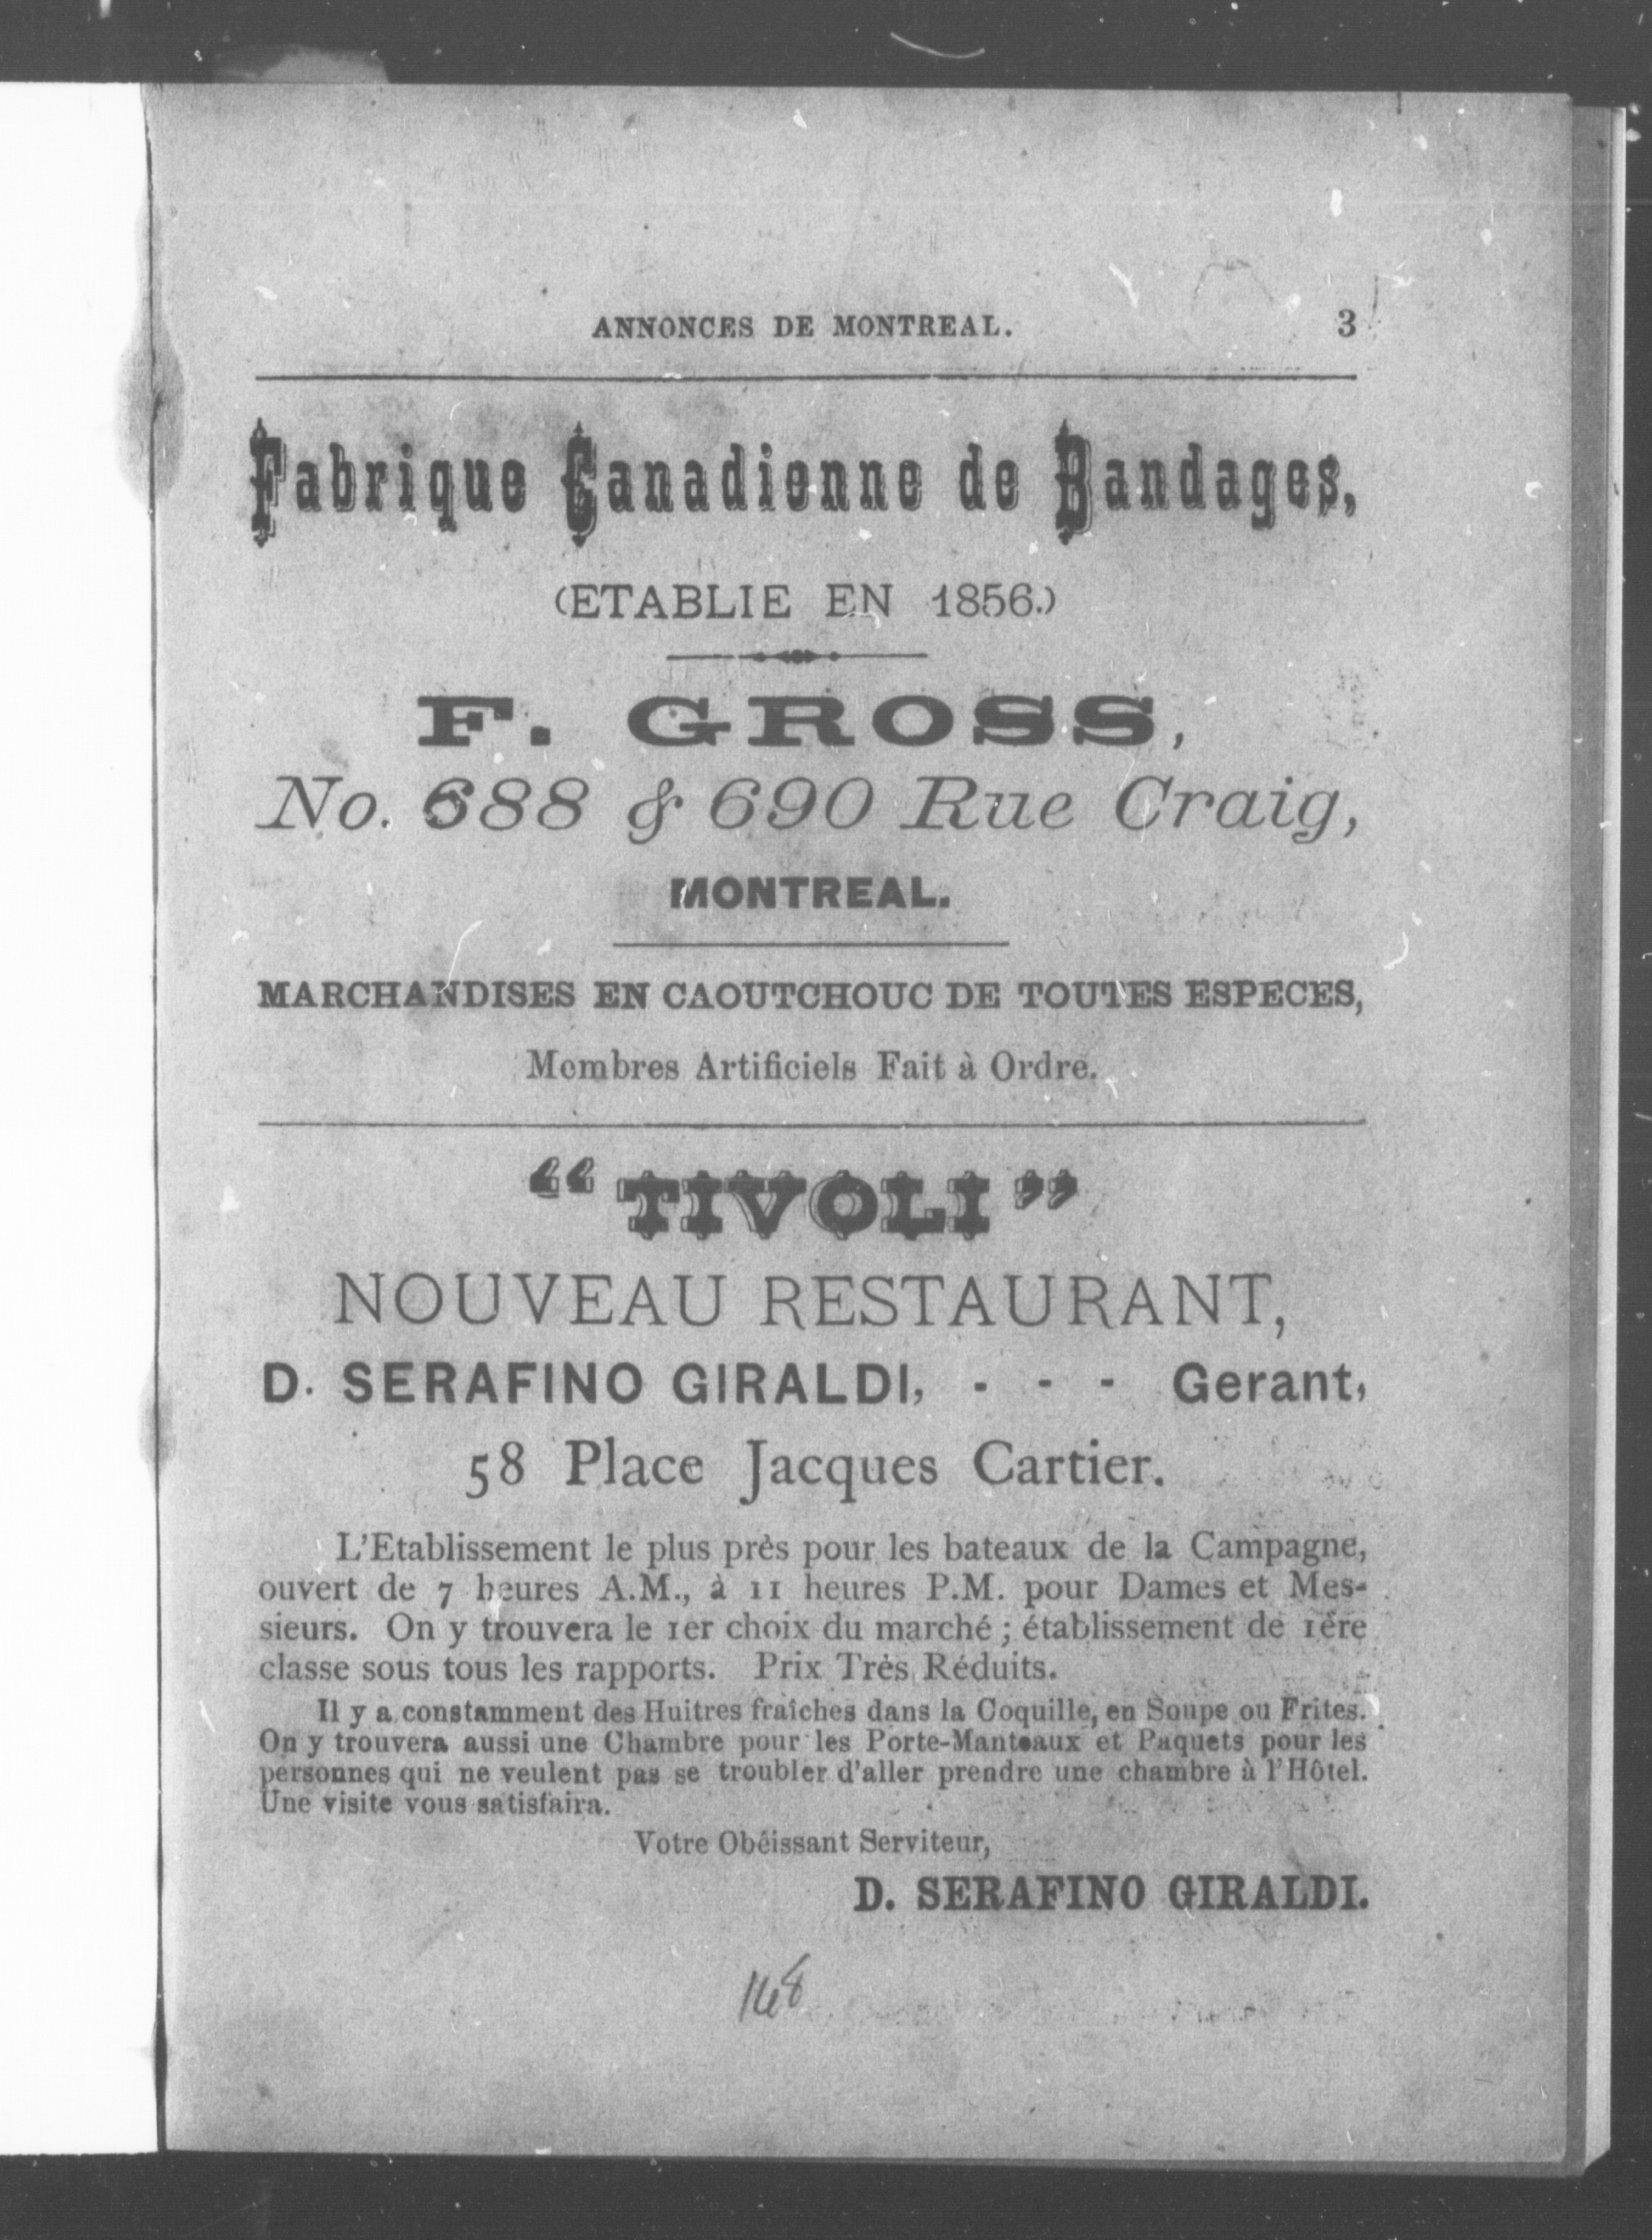 ANNONCES DE MONTREAL. 3
Fabrique Canadienne de Bandages,
(ETABLIE EN 1856.)
F. GROSS,
No. 688 & 690 Rue Craig,
MONTREAL.
MARCHANDISES EN CAOUTCHOUC DE TOUTES ESPECES,
Membres Artificiels Fait à Ordre.
“TIVOLI”
NOUVEAU RESTAURANT,
D. SERAFINO GIRALDI, - - - Gerant,
58 Place Jacques Cartier.
L'Etablissement le plus près pour les bateaux de la Campagne,
ouvert de 7 heures A.M., à 11 heures P.M. pour Dames et Mes-
sieurs. On y trouvera le 1er choix du marché ; établissement de 1ère
classe sous tous les rapports. Prix Très Réduits.
Il y a constamment des Huitres fraîches dans la Coquille, en Soupe ou Frites.
On y trouvera aussi une Chambre pour les Porte-Manteaux et Paquets pour les
personnes qui ne veulent pas se troubler d'aller prendre une chambre à l'Hôtel.
Une visite vous satisfaira.
Votre Obéissant Serviteur,
D. SERAFINO GIRALDI.
148